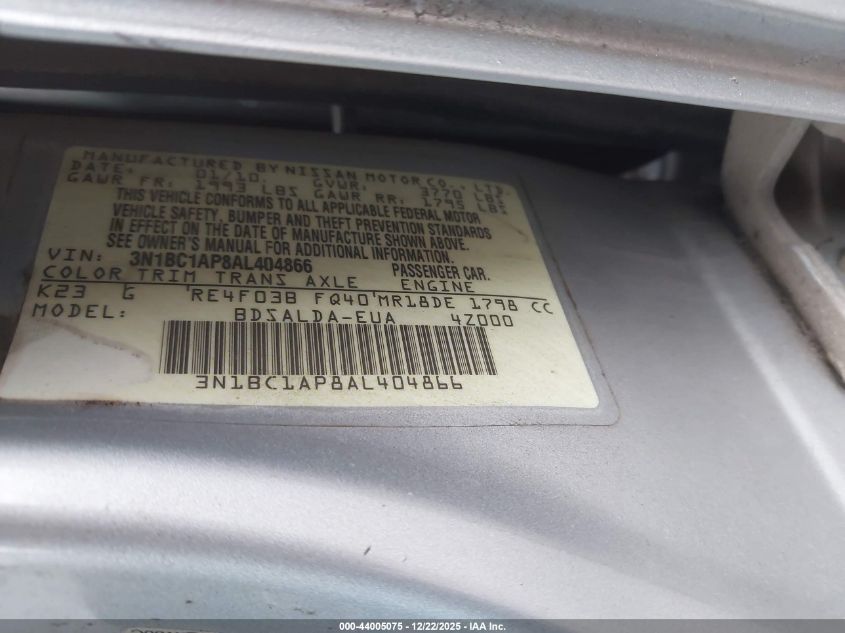 MANUFACTURED BY NISSAN MOTOR CO., LTD.
DATE: 01/10 GVWR: 3770 LBS
GAWR FR: 1993 LBS GAWR RR: 1795 LBS
THIS VEHICLE CONFORMS TO ALL APPLICABLE FEDERAL MOTOR
VEHICLE SAFETY, BUMPER AND THEFT PREVENTION STANDARDS
IN EFFECT ON THE DATE OF MANUFACTURE SHOWN ABOVE.
SEE OWNER'S MANUAL FOR ADDITIONAL INFORMATION.
VIN: 3N1BC1AP8AL404866 PASSENGER CAR.
COLOR TRIM TRANS AXLE ENGINE
K23 G RE4F03B FQ40 MR18DE 1798 CC
MODEL: BDSALDA-EUA 4Z000
3N1BC1AP8AL404866
000-44005075 - 12/22/2025 - IAA Inc.